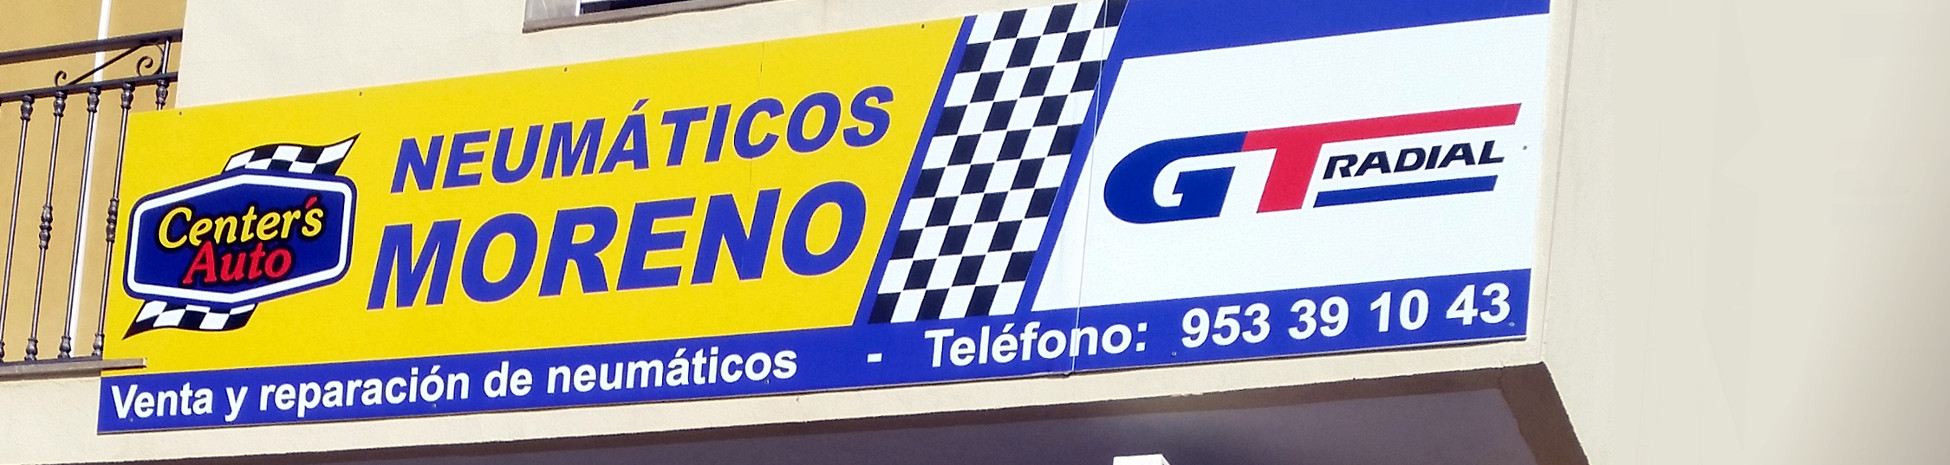 Center's
Auto
NEUMÁTICOS
MORENO
GT RADIAL
Venta y reparación de neumáticos - Teléfono: 953 39 10 43